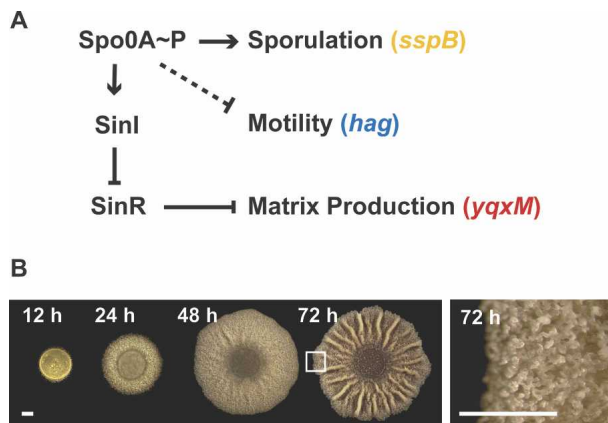 A
Spo0A~P Sporulation (sspB)
SinI Motility (hag)
SinR Matrix Production (yqxM)
B
12 h 24 h 48 h 72 h 72 h